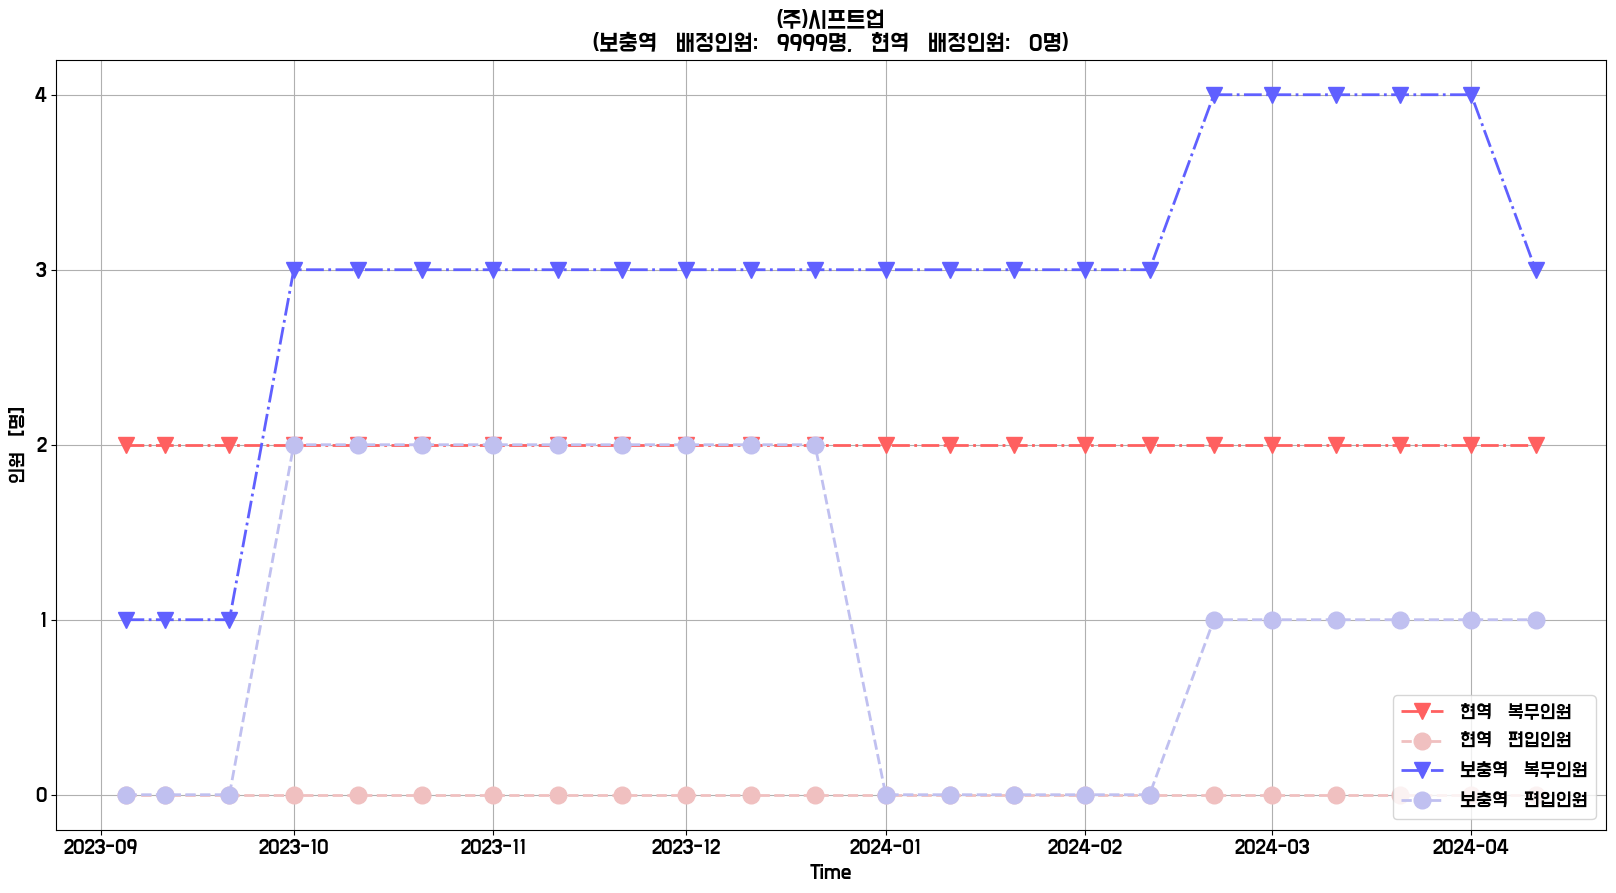 (주)시프트업
(보충역 배정인원: 9999명, 현역 배정인원: 0명)
4
3
2
1
0
인원 [명]
현역 복무인원
현역 편입인원
보충역 복무인원
보충역 편입인원
2023-09 2023-10 2023-11 2023-12 2024-01 2024-02 2024-03 2024-04
Time